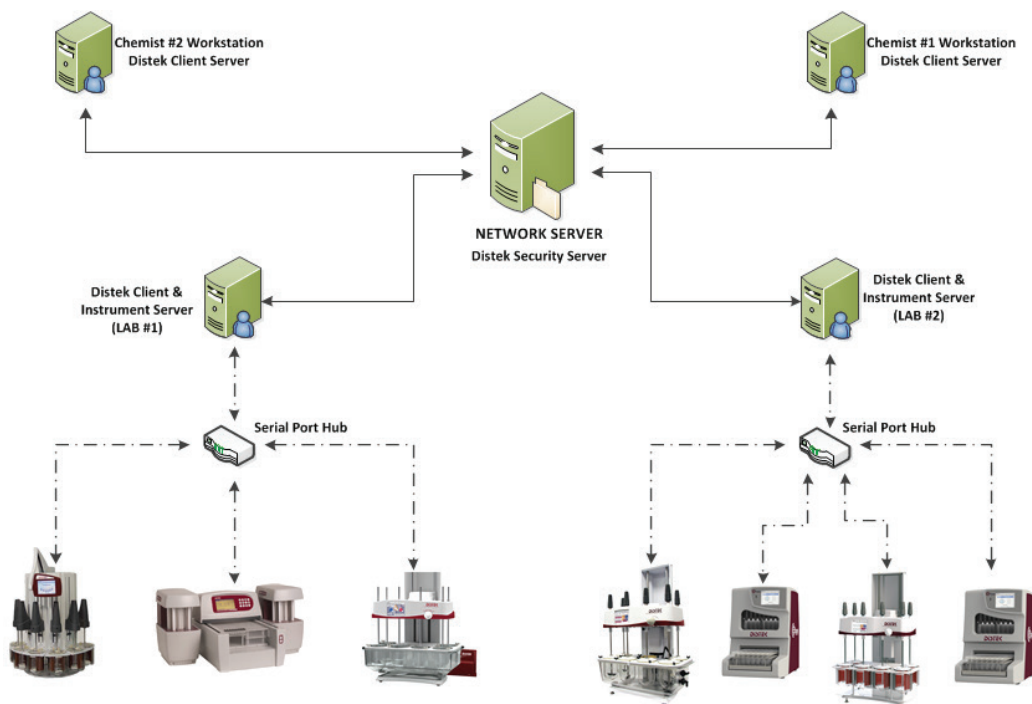 Chemist #2 Workstation
Distek Client Server
Chemist #1 Workstation
Distek Client Server
NETWORK SERVER
Distek Security Server
Distek Client &
Instrument Server
(LAB #1)
Distek Client &
Instrument Server
(LAB #2)
Serial Port Hub
Serial Port Hub